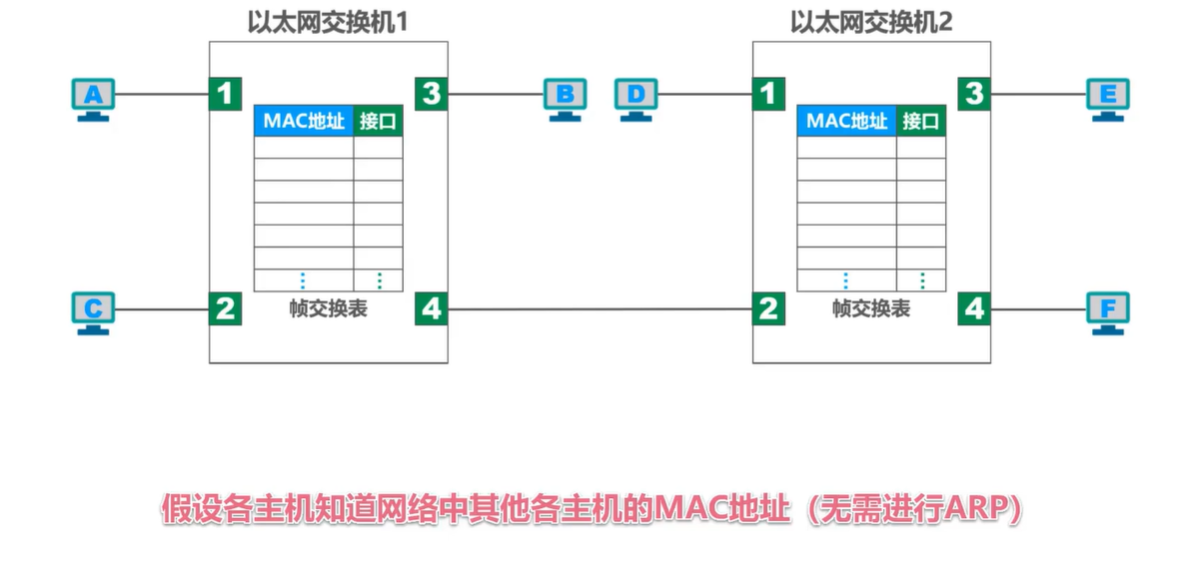 以太网交换机1 以太网交换机2
A 1 3 B D 1 3 E
MAC地址 接口 MAC地址 接口
C 2 帧交换表 4 2 帧交换表 4 F
假设各主机知道网络中其他各主机的MAC地址（无需进行ARP）